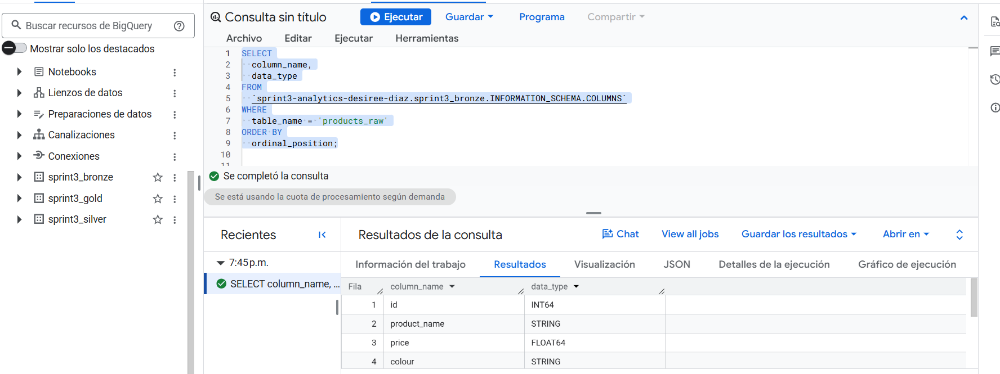 Buscar recursos de BigQuery
Mostrar solo los destacados
Notebooks
Lienzos de datos
Preparaciones de datos
Canalizaciones
Conexiones
sprint3_bronze
sprint3_gold
sprint3_silver
Consulta sin título
Ejecutar
Guardar
Programa
Compartir
Archivo
Editar
Ejecutar
Herramientas
1 SELECT
2 column_name,
3 data_type
4 FROM
5 `sprint3-analytics-desiree-diaz.sprint3_bronze.INFORMATION_SCHEMA.COLUMNS`
6 WHERE
7 table_name = 'products_raw'
8 ORDER BY
9 ordinal_position;
10
11
Se completó la consulta
Se está usando la cuota de procesamiento según demanda
Recientes
7:45 p.m.
SELECT column_name, ...
Resultados de la consulta
Chat
View all jobs
Guardar los resultados
Abrir en
Información del trabajo
Resultados
Visualización
JSON
Detalles de la ejecución
Gráfico de ejecución
Fila column_name data_type
1 id INT64
2 product_name STRING
3 price FLOAT64
4 colour STRING